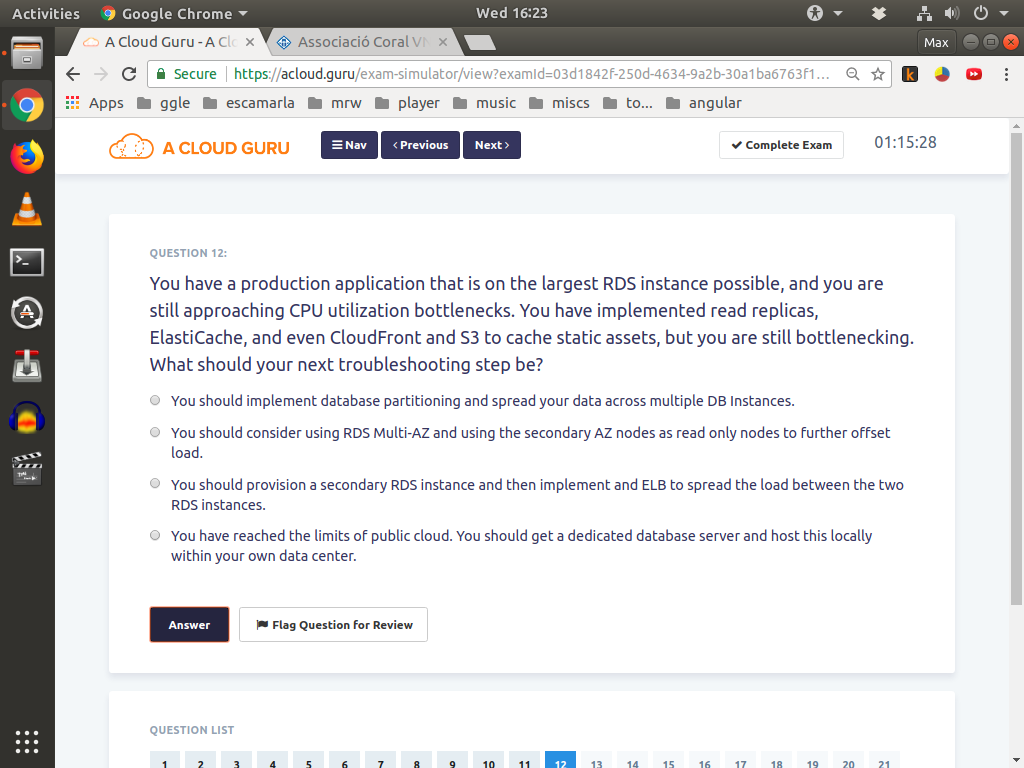 Activities Google Chrome Wed 16:23
A Cloud Guru - A Clo Associació Coral VN Max
Secure https://acloud.guru/exam-simulator/view?examId=03d1842f-250d-4634-9a2b-30a1ba6763f1...
Apps ggle escamarla mrw player music miscs to... angular
A CLOUD GURU Nav Previous Next Complete Exam 01:15:28
QUESTION 12:
You have a production application that is on the largest RDS instance possible, and you are
still approaching CPU utilization bottlenecks. You have implemented read replicas,
ElastiCache, and even CloudFront and S3 to cache static assets, but you are still bottlenecking.
What should your next troubleshooting step be?
You should implement database partitioning and spread your data across multiple DB Instances.
You should consider using RDS Multi-AZ and using the secondary AZ nodes as read only nodes to further offset
load.
You should provision a secondary RDS instance and then implement and ELB to spread the load between the two
RDS instances.
You have reached the limits of public cloud. You should get a dedicated database server and host this locally
within your own data center.
Answer Flag Question for Review
QUESTION LIST
1 2 3 4 5 6 7 8 9 10 11 12 13 14 15 16 17 18 19 20 21